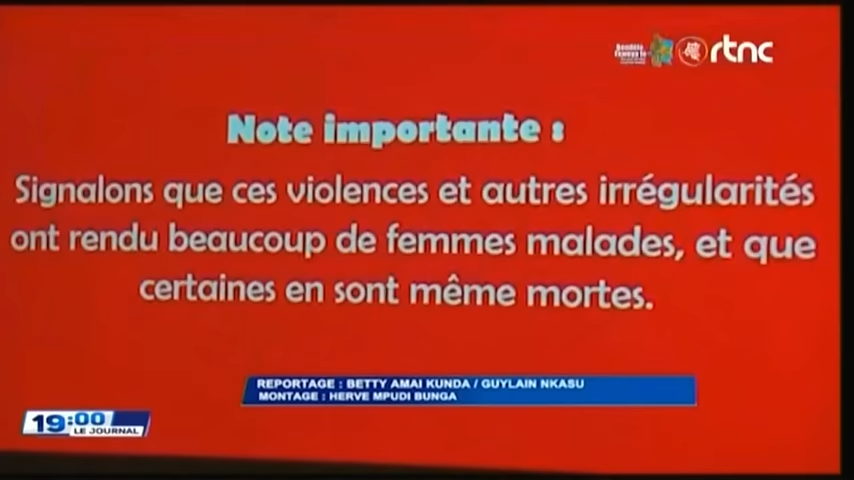 rtnc
Note importante :
Signalons que ces violences et autres irrégularités
ont rendu beaucoup de femmes malades, et que
certaines en sont même mortes.
REPORTAGE : BETTY AMAI KUNDA / GUYLAIN NKASU
MONTAGE : HERVE MPUDI BUNGA
19:00
LE JOURNAL